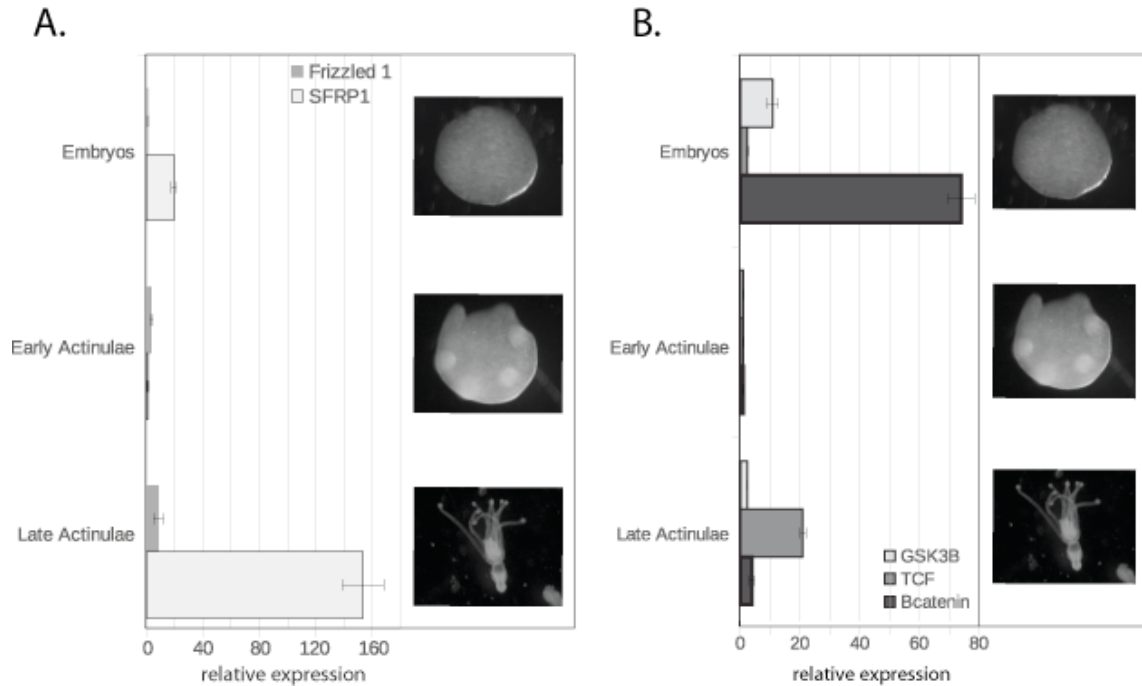 A.
Frizzled 1
SFRP1
Embryos
Early Actinulae
Late Actinulae
0 40 80 120 160
relative expression
B.
Embryos
Early Actinulae
Late Actinulae
GSK3B
TCF
Bcatenin
0 20 40 60 80
relative expression